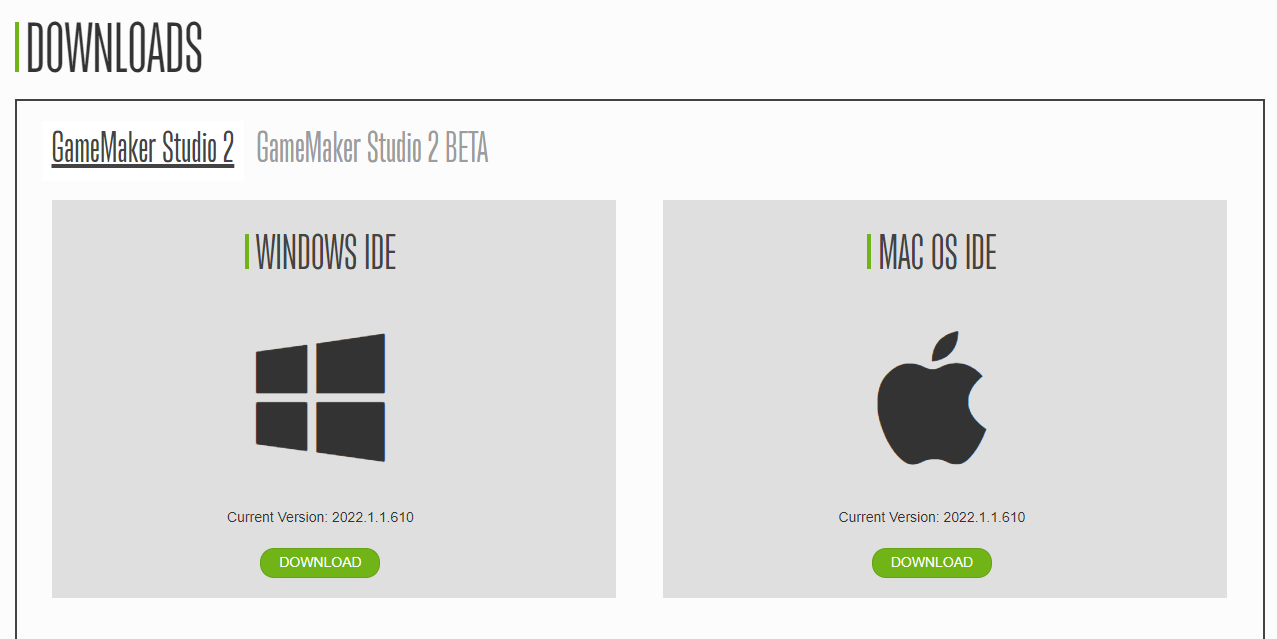 DOWNLOADS
GameMaker Studio 2 GameMaker Studio 2 BETA
WINDOWS IDE
Current Version: 2022.1.1.610
DOWNLOAD
MAC OS IDE
Current Version: 2022.1.1.610
DOWNLOAD